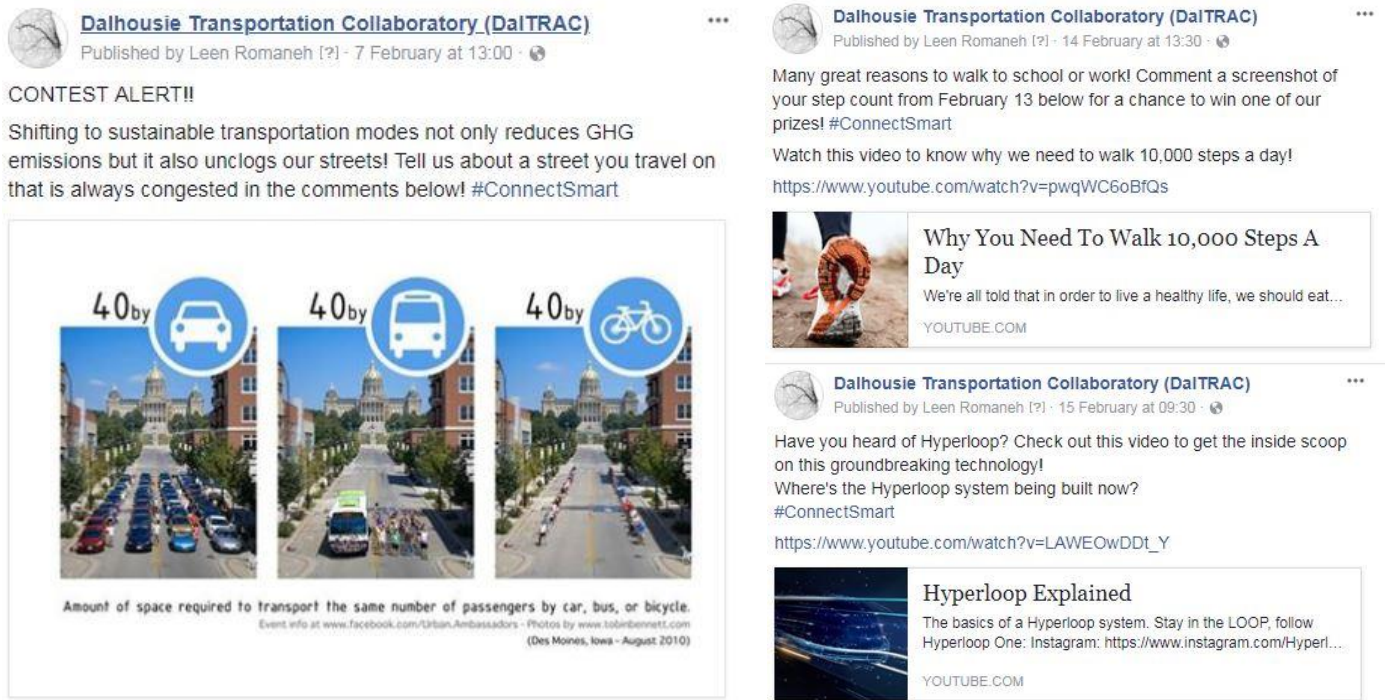 Dalhousie Transportation Collaboratory (DalTRAC)
Published by Leen Romaneh [?] · 7 February at 13:00 ·
CONTEST ALERT!!
Shifting to sustainable transportation modes not only reduces GHG
emissions but it also unclogs our streets! Tell us about a street you travel on
that is always congested in the comments below! #ConnectSmart
40by
40by
40by
Amount of space required to transport the same number of passengers by car, bus, or bicycle.
Event info at www.facebook.com/Urban.Ambassadors - Photos by www.tobinbennett.com
(Des Moines, Iowa - August 2010)
Dalhousie Transportation Collaboratory (DalTRAC)
Published by Leen Romaneh [?] · 14 February at 13:30 ·
Many great reasons to walk to school or work! Comment a screenshot of
your step count from February 13 below for a chance to win one of our
prizes! #ConnectSmart
Watch this video to know why we need to walk 10,000 steps a day!
https://www.youtube.com/watch?v=pwqWC6oBfQs
Why You Need To Walk 10,000 Steps A
Day
We're all told that in order to live a healthy life, we should eat...
YOUTUBE.COM
Dalhousie Transportation Collaboratory (DalTRAC)
Published by Leen Romaneh [?] · 15 February at 09:30 ·
Have you heard of Hyperloop? Check out this video to get the inside scoop
on this groundbreaking technology!
Where's the Hyperloop system being built now?
#ConnectSmart
https://www.youtube.com/watch?v=LAWEOwDDt_Y
Hyperloop Explained
The basics of a Hyperloop system. Stay in the LOOP, follow
Hyperloop One: Instagram: https://www.instagram.com/Hyperl...
YOUTUBE.COM